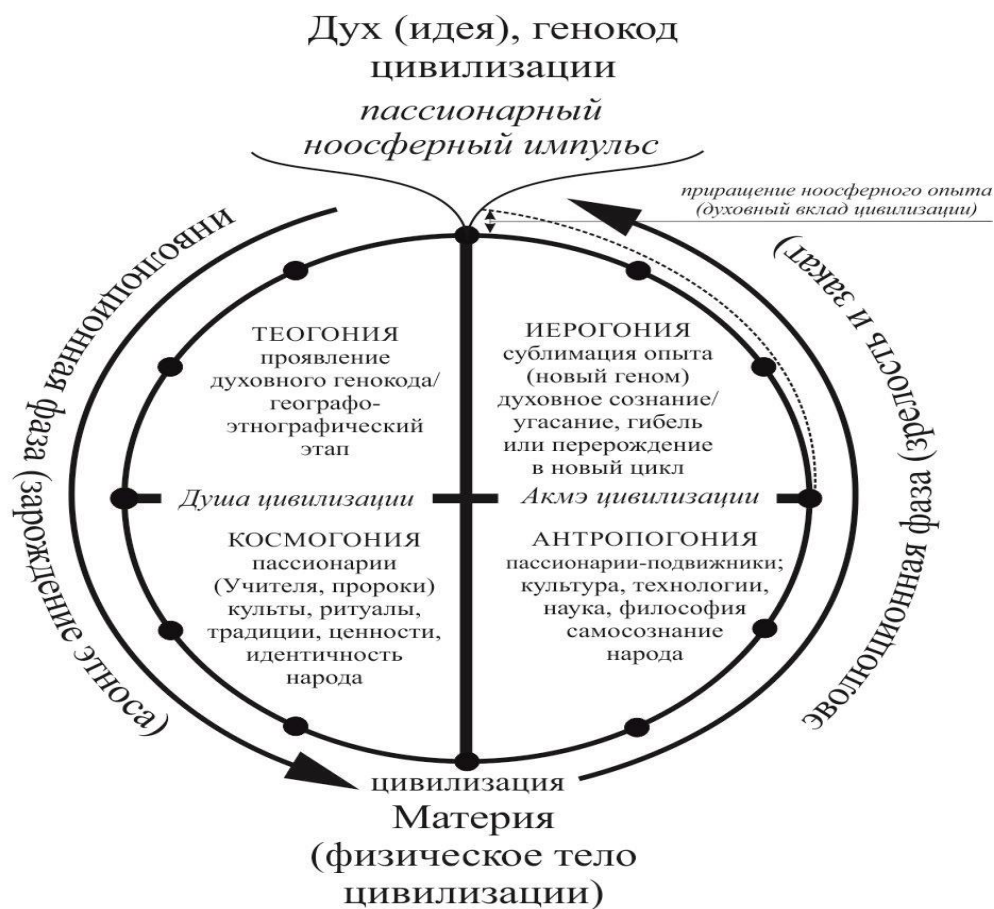 Дух (идея), генокод
цивилизации
пассионарный
ноосферный импульс
приращение ноосферного опыта
(духовный вклад цивилизации)
инволюционная фаза (зарождение этноса)
эволюционная фаза (зрелость и закат)
ТЕОГОНИЯ
проявление
духовного генокода/
географо-
этнографический
этап
ИЕРОГОНИЯ
сублимация опыта
(новый геном)
духовное сознание/
угасание, гибель
или перерождение
в новый цикл
Душа цивилизации
Акмэ цивилизации
КОСМОГОНИЯ
пассионарии
(Учителя, пророки)
культы, ритуалы,
традиции, ценности,
идентичность
народа
АНТРОПОГОНИЯ
пассионарии-подвижники;
культура, технологии,
наука, философия
самосознание
народа
цивилизация
Материя
(физическое тело
цивилизации)